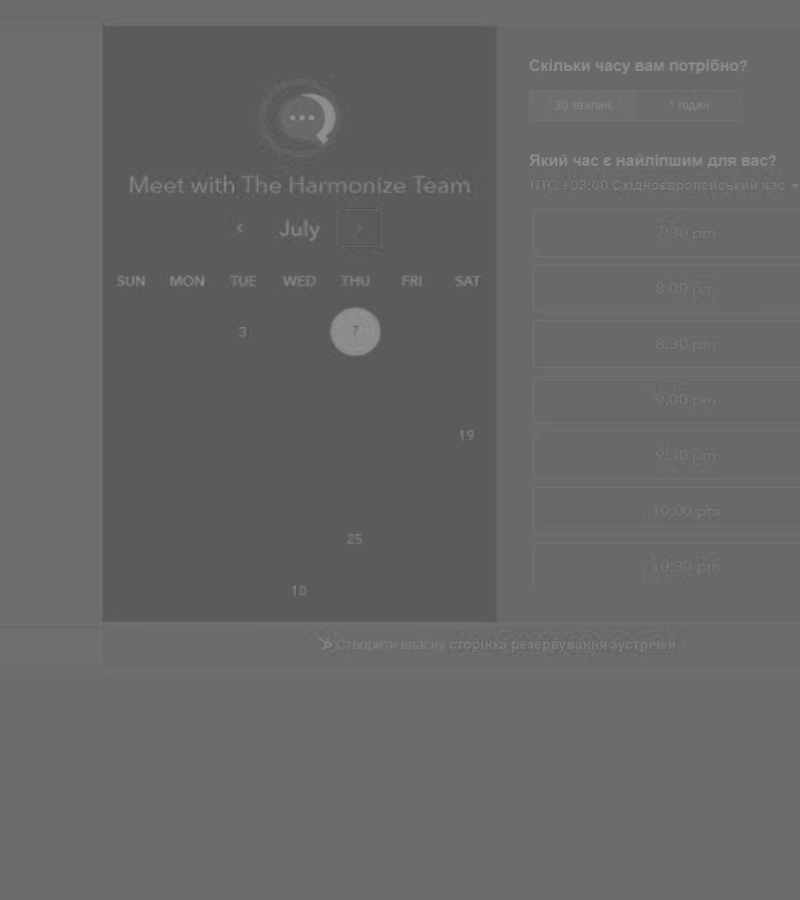 Meet with The Harmonize Team
July
SUN MON TUE WED THU FRI SAT
3 7
19
25
10
Скільки часу вам потрібно?
30 хвилин 1 годин
Який час є найліпшим для вас?
UTC +03:00 Східноєвропейський час
7:30 pm
8:00 pm
8:30 pm
9:00 pm
9:30 pm
10:00 pm
10:30 pm
Створити власну сторінка резервування зустрічей